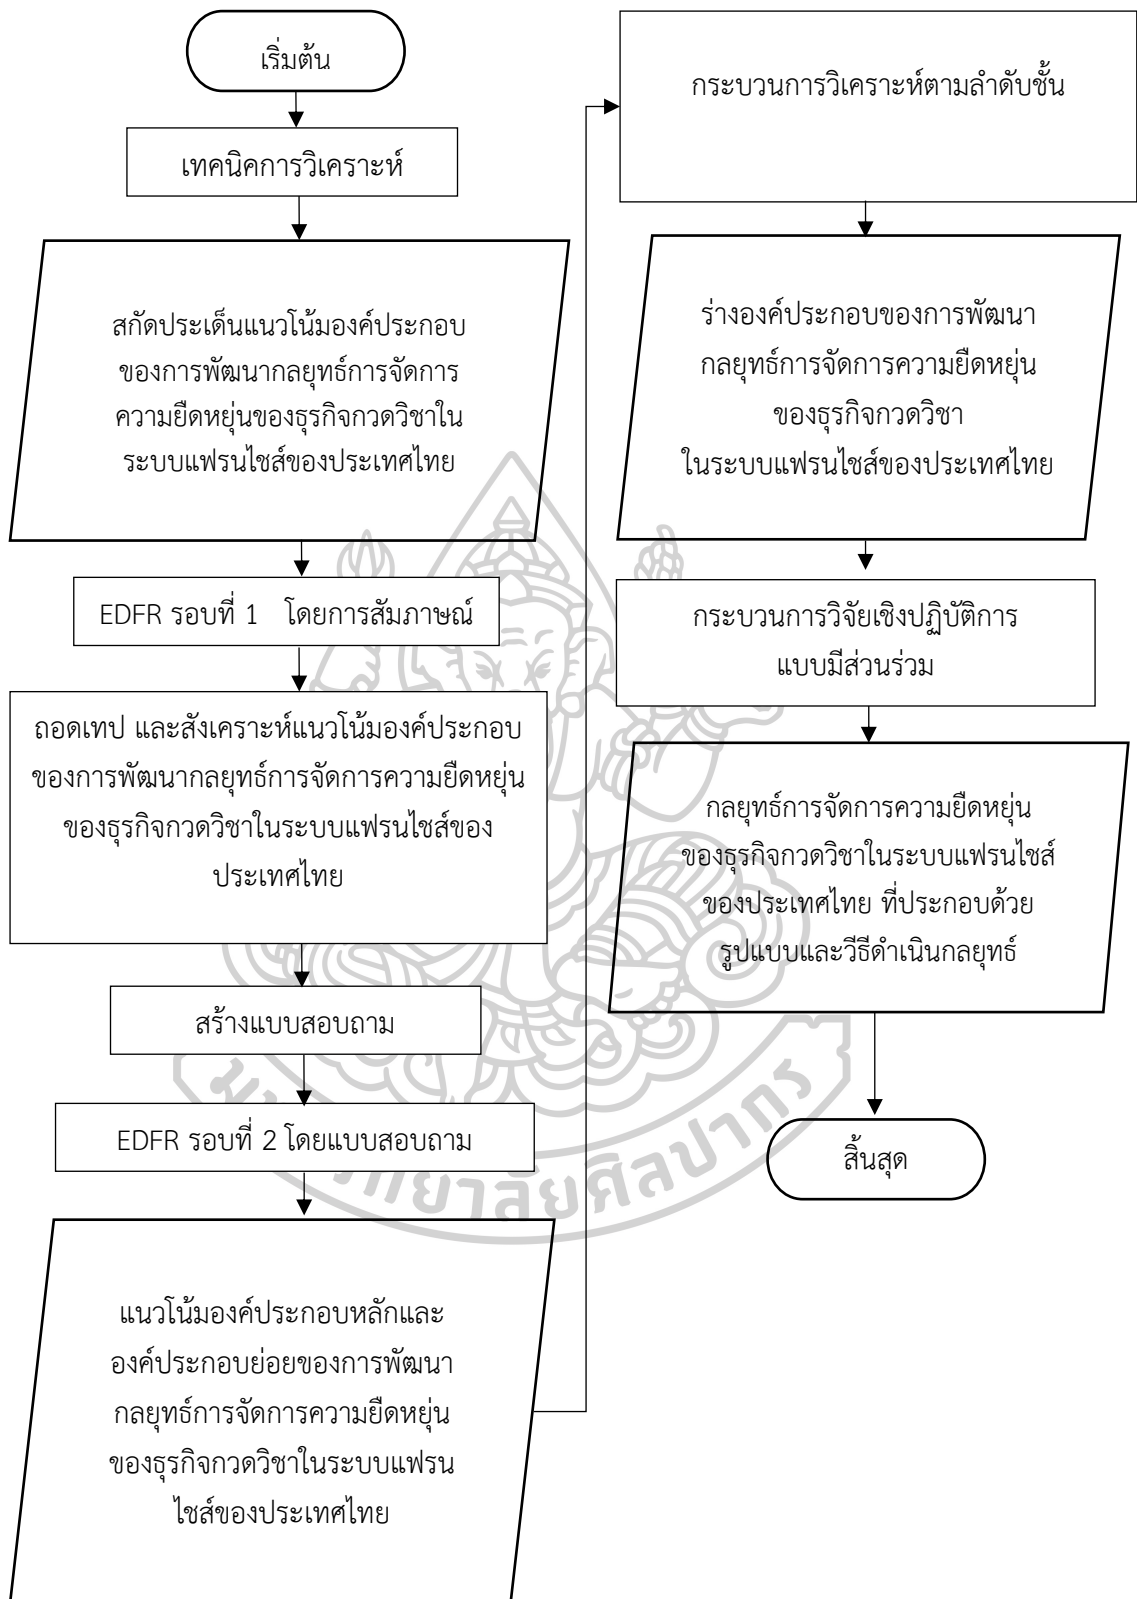 เริ่มต้น
เทคนิคการวิเคราะห์
สกัดประเด็นแนวโน้มองค์ประกอบ
ของการพัฒนากลยุทธ์การจัดการ
ความยืดหยุ่นของธุรกิจกวดวิชาใน
ระบบแฟรนไชส์ของประเทศไทย
EDFR รอบที่ 1 โดยการสัมภาษณ์
ถอดเทป และสังเคราะห์แนวโน้มองค์ประกอบ
ของการพัฒนากลยุทธ์การจัดการความยืดหยุ่น
ของธุรกิจกวดวิชาในระบบแฟรนไชส์ของ
ประเทศไทย
สร้างแบบสอบถาม
EDFR รอบที่ 2 โดยแบบสอบถาม
แนวโน้มองค์ประกอบหลักและ
องค์ประกอบย่อยของการพัฒนา
กลยุทธ์การจัดการความยืดหยุ่น
ของธุรกิจกวดวิชาในระบบแฟรน
ไชส์ของประเทศไทย
กระบวนการวิเคราะห์ตามลำดับชั้น
ร่างองค์ประกอบของการพัฒนา
กลยุทธ์การจัดการความยืดหยุ่น
ของธุรกิจกวดวิชา
ในระบบแฟรนไชส์ของประเทศไทย
กระบวนการวิจัยเชิงปฏิบัติการ
แบบมีส่วนร่วม
กลยุทธ์การจัดการความยืดหยุ่น
ของธุรกิจกวดวิชาในระบบแฟรนไชส์
ของประเทศไทย ที่ประกอบด้วย
รูปแบบและวีธีดำเนินกลยุทธ์
สิ้นสุด